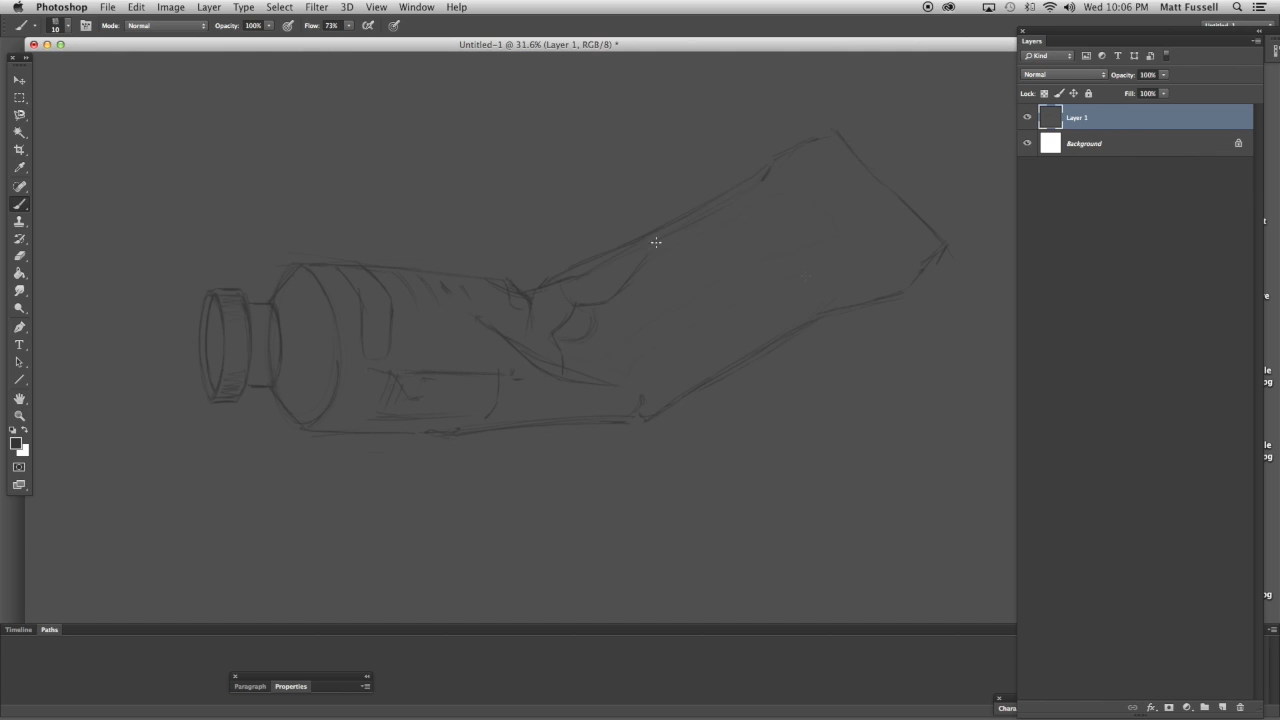 Photoshop File Edit Image Layer Type Select Filter 3D View Window Help Wed 10:06 PM Matt Fussell
10 Mode: Normal Opacity: 100% Flow: 73%
Untitled-1 @ 31.6% (Layer 1, RGB/8) *
Layers
Kind
Normal Opacity: 100%
Lock: Fill: 100%
Layer 1
Background
Timeline Paths
Paragraph Properties
Chara